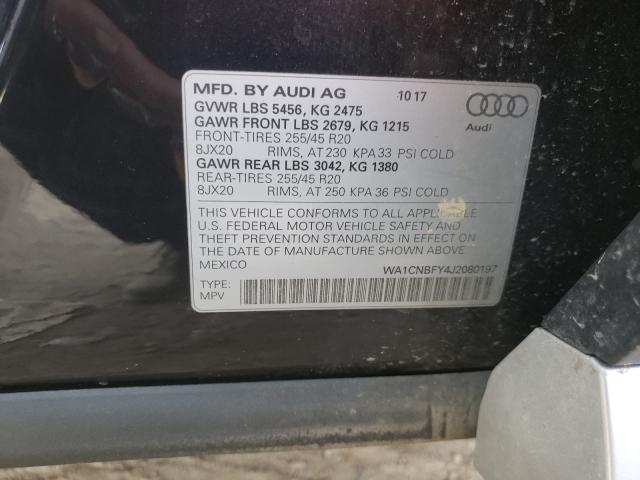 MFD. BY AUDI AG 10 17
GVWR LBS 5456, KG 2475
GAWR FRONT LBS 2679, KG 1215
FRONT-TIRES 255/45 R20
8JX20 RIMS, AT 230 KPA 33 PSI COLD
GAWR REAR LBS 3042, KG 1380
REAR-TIRES 255/45 R20
8JX20 RIMS, AT 250 KPA 36 PSI COLD
Audi
THIS VEHICLE CONFORMS TO ALL APPLICABLE
U.S. FEDERAL MOTOR VEHICLE SAFETY AND
THEFT PREVENTION STANDARDS IN EFFECT ON
THE DATE OF MANUFACTURE SHOWN ABOVE
MEXICO WA1CNBFY4J2080197
TYPE:
MPV